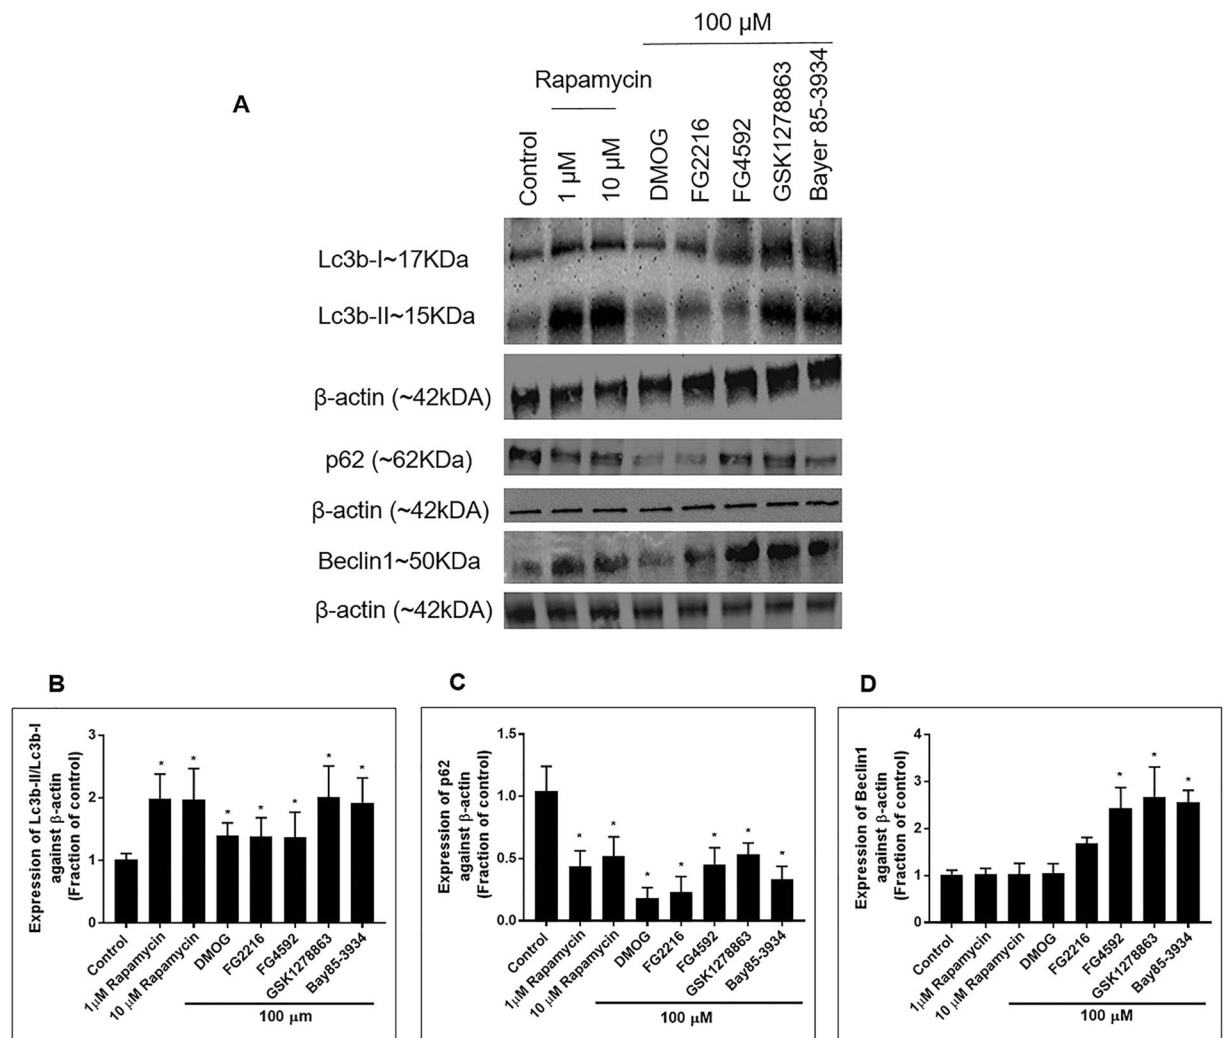 100 µM
Rapamycin
A
Control
1 µM
10 µM
DMOG
FG2216
FG4592
GSK1278863
Bayer 85-3934
Lc3b-I~17KDa
Lc3b-II~15KDa
β-actin (~42kDA)
p62 (~62KDa)
β-actin (~42kDA)
Beclin1~50KDa
β-actin (~42kDA)
B
Expression of Lc3b-II/Lc3b-I
against β-actin
(Fraction of control)
3
2
1
0
*
*
*
*
*
*
*
Control
1µM Rapamycin
10 µM Rapamycin
DMOG
FG2216
FG4592
GSK1278863
Bay85-3934
100 µm
C
Expression of p62
against β-actin
(Fraction of control)
1.5
1.0
0.5
0.0
*
*
*
*
*
*
*
Control
1µM Rapamycin
10 µM Rapamycin
DMOG
FG2216
FG4592
GSK1278863
Bay85-3934
100 µM
D
Expression of Beclin1
against β-actin
(Fraction of control)
4
3
2
1
0
*
*
*
Control
1µM Rapamycin
10 µM Rapamycin
DMOG
FG2216
FG4592
GSK1278863
Bay85-3934
100 µM